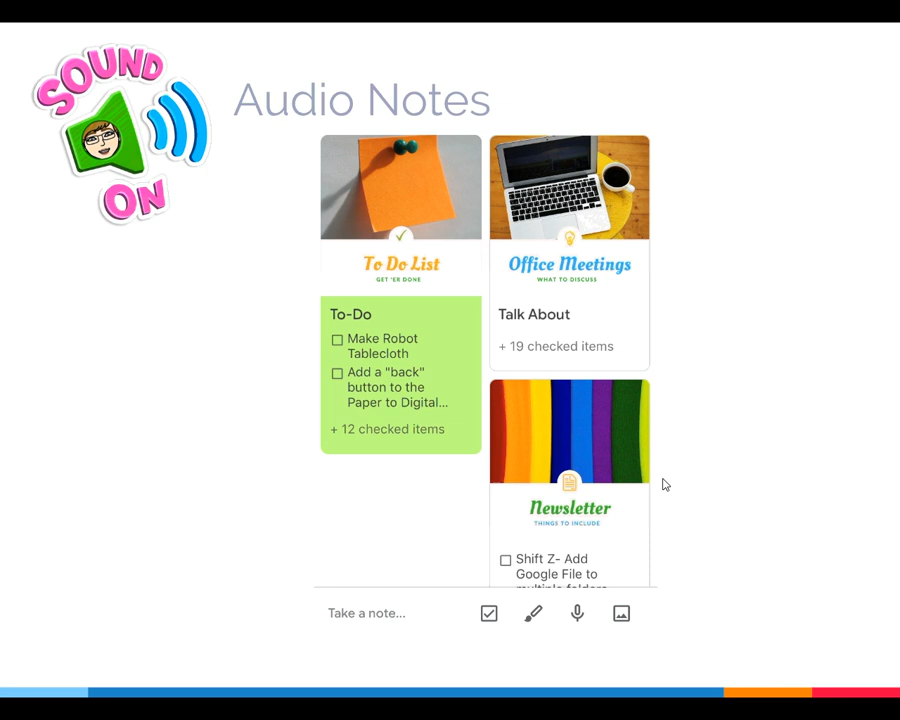 SOUND
ON
Audio Notes
To Do List
GET 'ER DONE
To-Do
Make Robot
Tablecloth
Add a "back"
button to the
Paper to Digital...
+ 12 checked items
Office Meetings
WHAT TO DISCUSS
Talk About
+ 19 checked items
Newsletter
THINGS TO INCLUDE
Shift Z- Add
Google File to
multiple folders
Take a note...